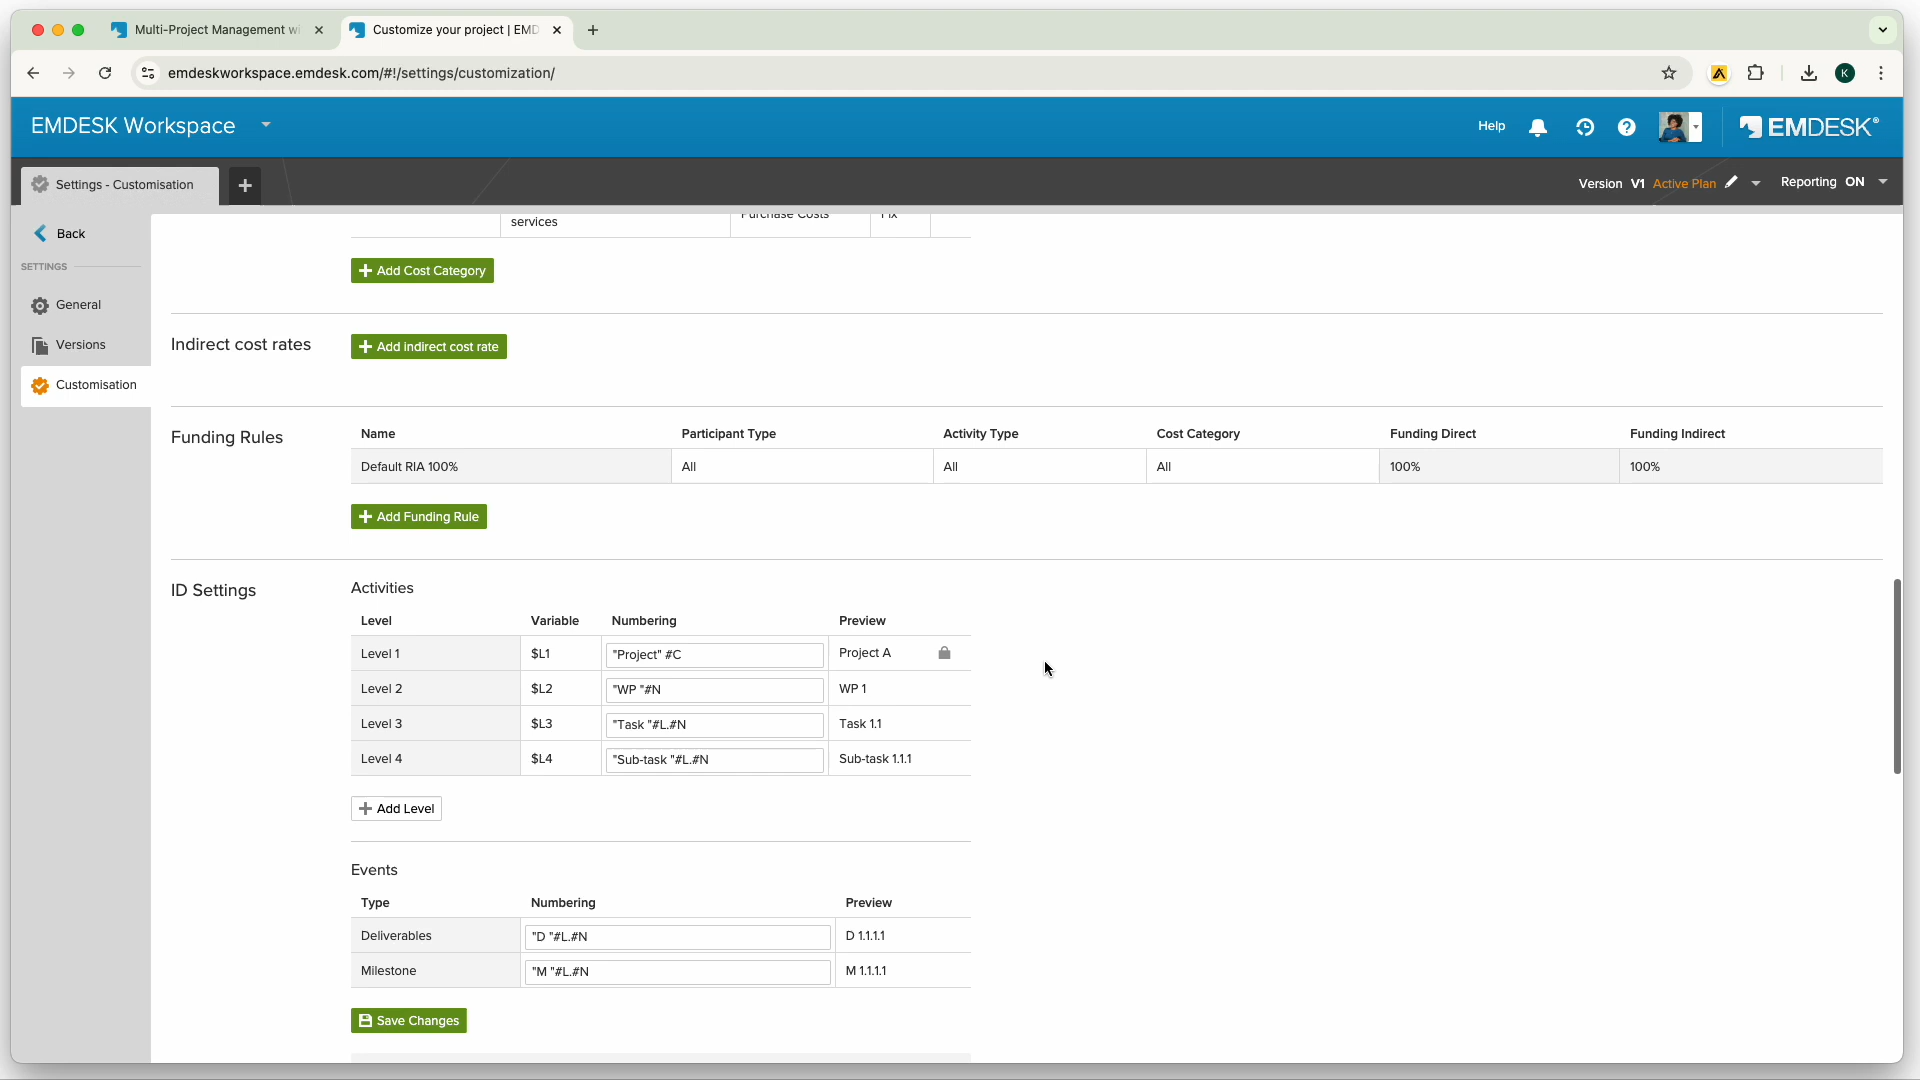 Multi-Project Management wi
Customize your project | EMD
emdeskworkspace.emdesk.com/#!/settings/customization/
K
EMDESK Workspace
Help
EMDESK®
Settings - Customisation
Version V1 Active Plan
Reporting ON
Back
SETTINGS
General
Versions
Customisation
services
Purchase Costs
Fix
Add Cost Category
Indirect cost rates
Add indirect cost rate
Funding Rules
Name Participant Type Activity Type Cost Category Funding Direct Funding Indirect
Default RIA 100% All All All 100% 100%
Add Funding Rule
ID Settings
Activities
Level Variable Numbering Preview
Level 1 $L1 "Project" #C Project A
Level 2 $L2 "WP "#N WP 1
Level 3 $L3 "Task "#L.#N Task 1.1
Level 4 $L4 "Sub-task "#L.#N Sub-task 1.1.1
Add Level
Events
Type Numbering Preview
Deliverables "D "#L.#N D 1.1.1.1
Milestone "M "#L.#N M 1.1.1.1
Save Changes